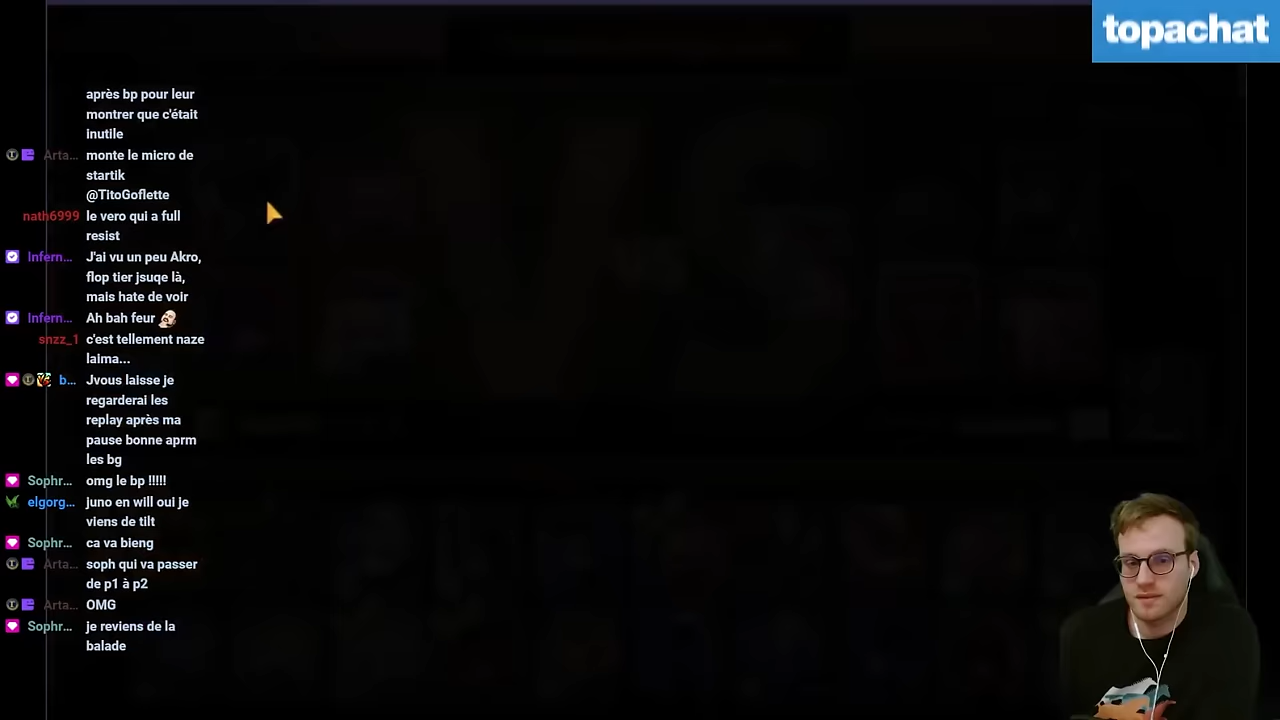 topachat
après bp pour leur
montrer que c'était
inutile
Arta... monte le micro de
startik
@TitoGoflette
nath6999 le vero qui a full
resist
Infern... J'ai vu un peu Akro,
flop tier jsuqe là,
mais hate de voir
Infern... Ah bah feur
snzz_1 c'est tellement naze
laima...
b... Jvous laisse je
regarderai les
replay après ma
pause bonne aprm
les bg
Sophr... omg le bp !!!!!
elgorg... juno en will oui je
viens de tilt
Sophr... ca va bieng
Arta... soph qui va passer
de p1 à p2
Arta... OMG
Sophr... je reviens de la
balade